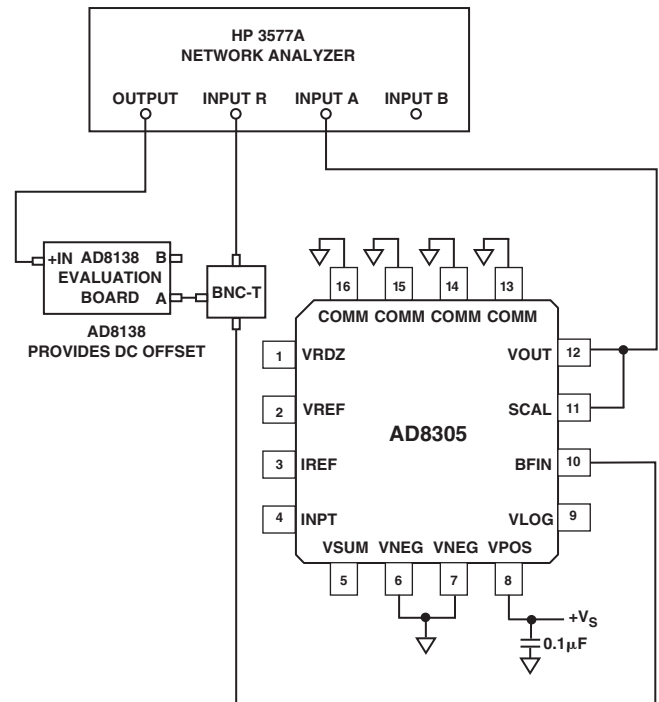 HP 3577A
NETWORK ANALYZER
OUTPUT INPUT R INPUT A INPUT B
+IN AD8138 B
EVALUATION
BOARD A
BNC-T
AD8138
PROVIDES DC OFFSET
16 15 14 13
COMM COMM COMM COMM
1 VRDZ VOUT 12
2 VREF SCAL 11
AD8305
3 IREF BFIN 10
4 INPT VLOG 9
VSUM VNEG VNEG VPOS
5 6 7 8
+VS
0.1μF